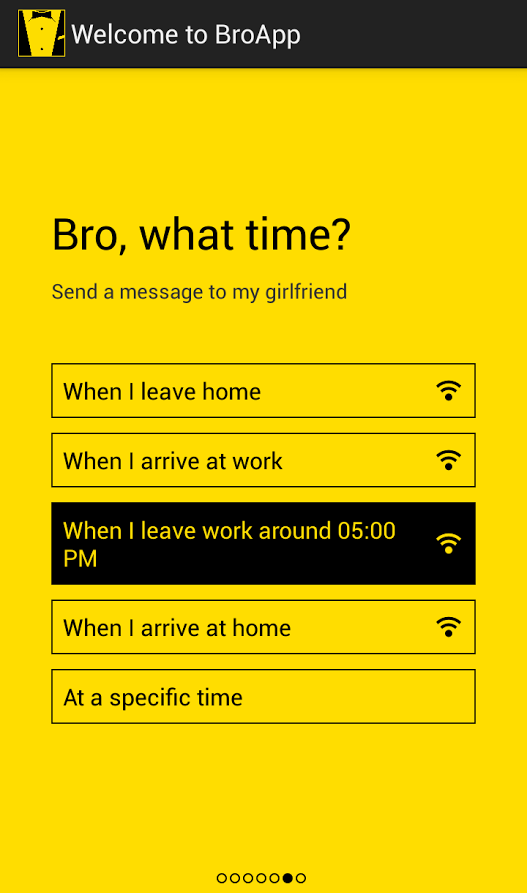 Welcome to BroApp
Bro, what time?
Send a message to my girlfriend
When I leave home
When I arrive at work
When I leave work around 05:00
PM
When I arrive at home
At a specific time